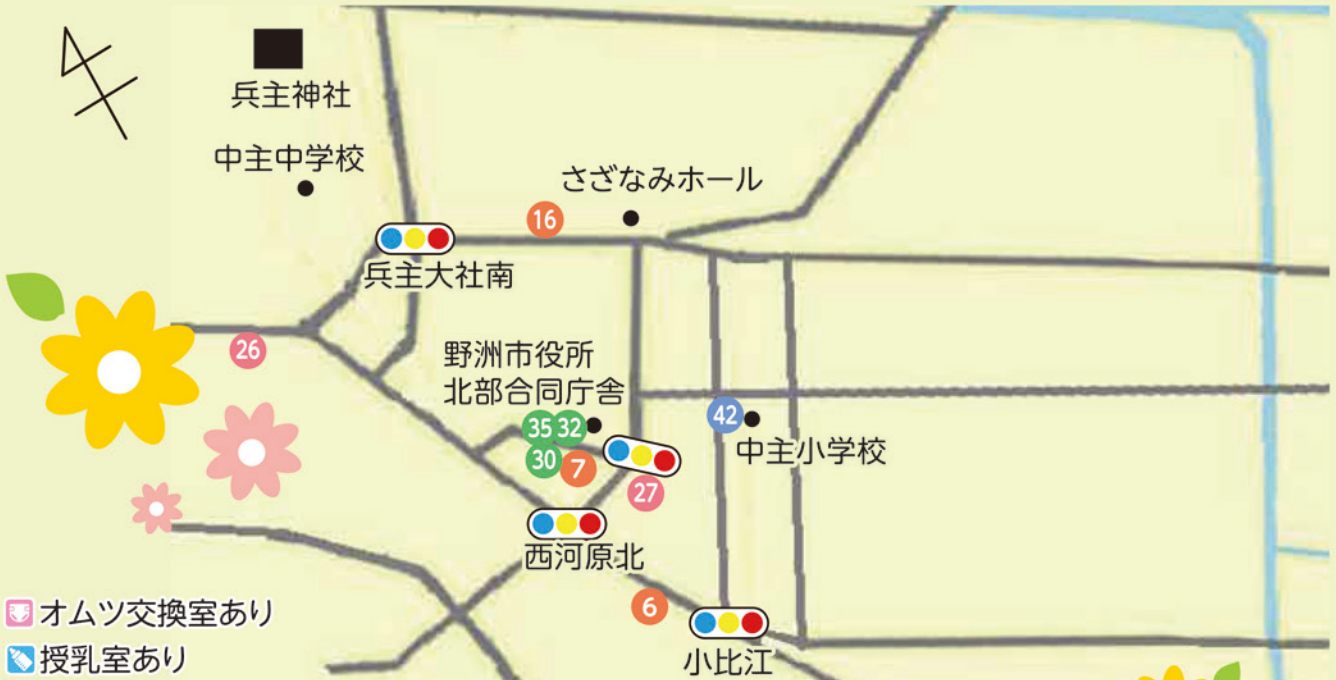 兵主神社
中主中学校
さざなみホール
16
兵主大社南
26
野洲市役所
北部合同庁舎
35
32
30
7
27
42
中主小学校
西河原北
6
小比江
オムツ交換室あり
授乳室あり